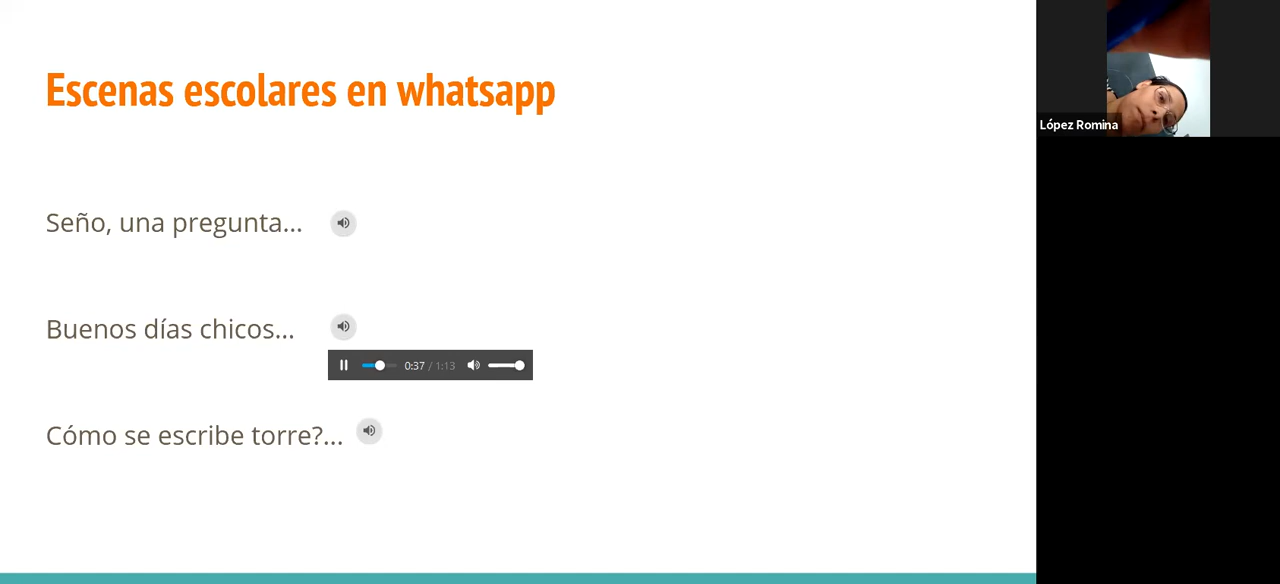 Escenas escolares en whatsapp
Seño, una pregunta...
Buenos días chicos...
0:37 / 1:13
Cómo se escribe torre?...
López Romina